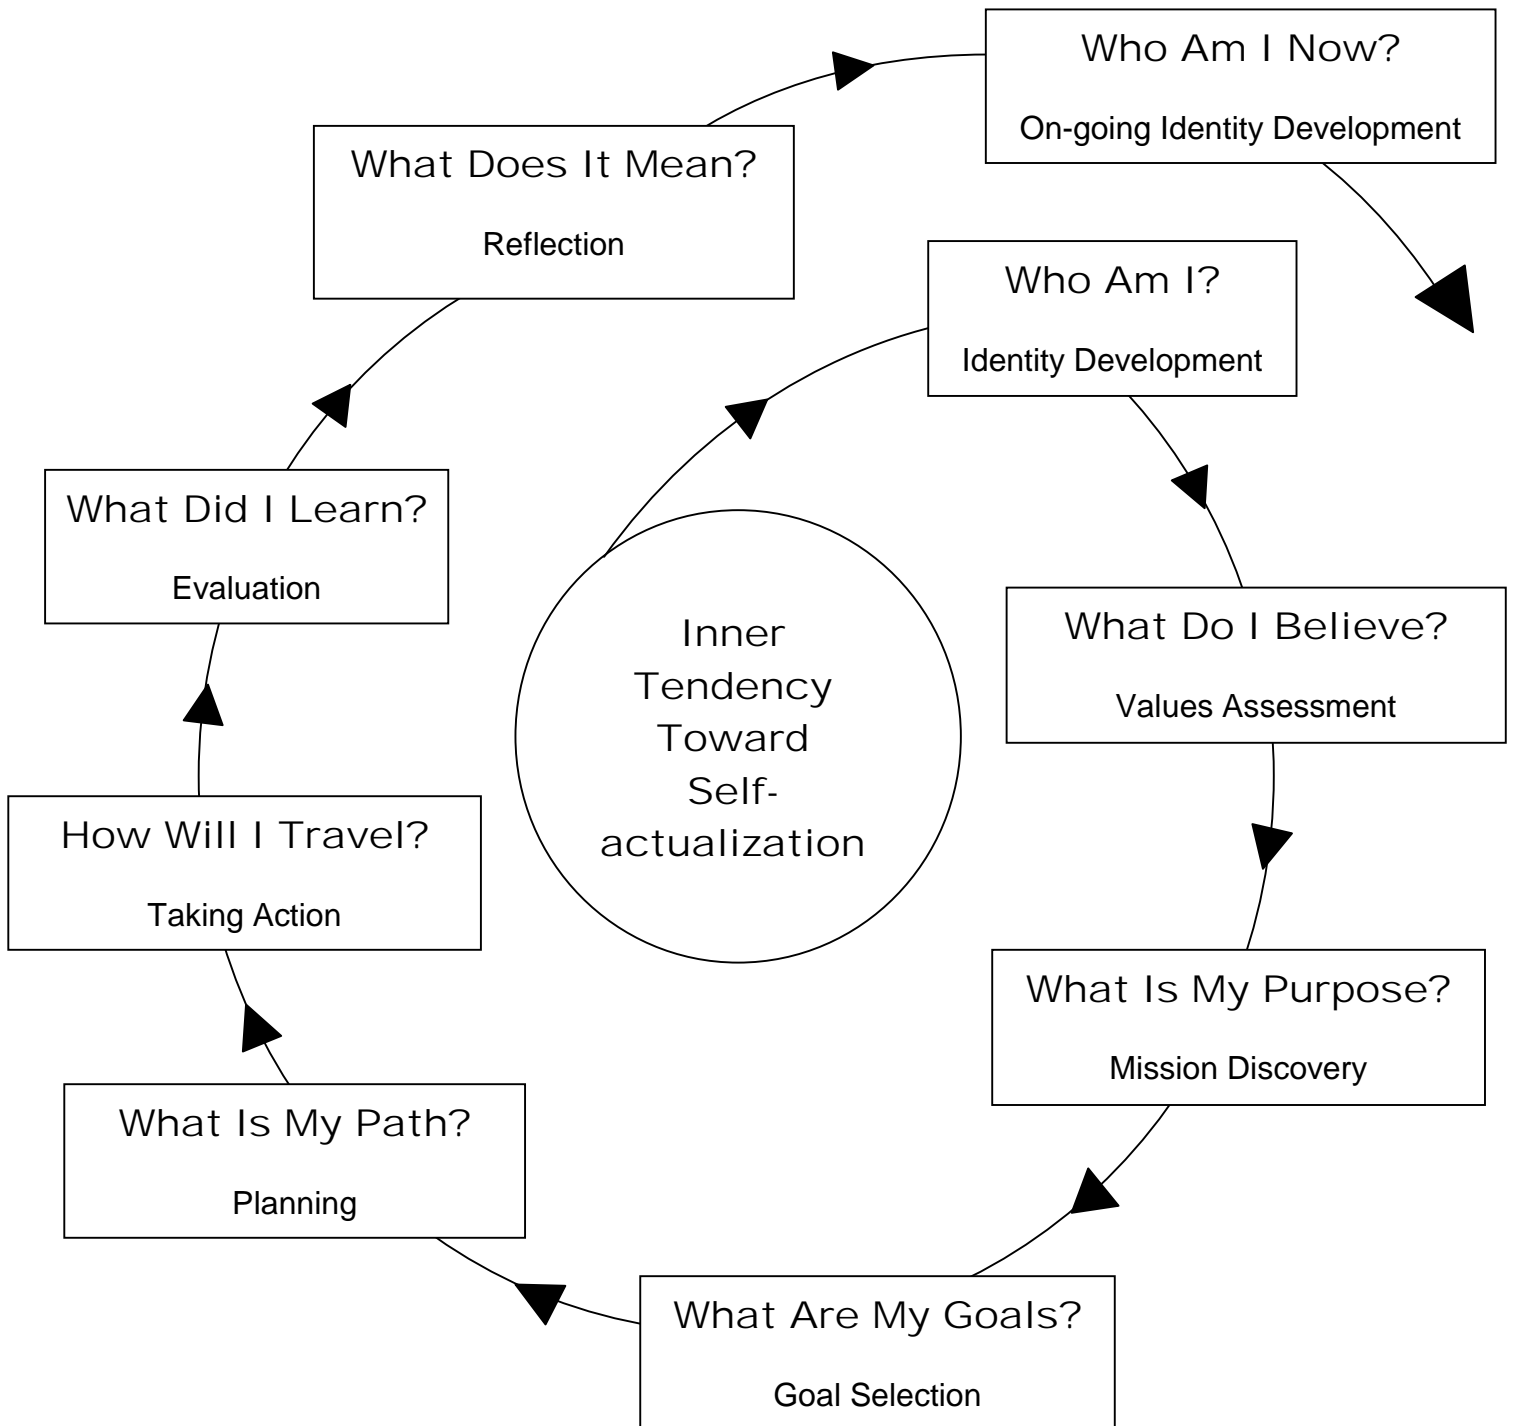 Who Am I Now?
On-going Identity Development
What Does It Mean?
Reflection
Who Am I?
Identity Development
What Did I Learn?
Evaluation
What Do I Believe?
Values Assessment
Inner
Tendency
Toward
Self-
actualization
How Will I Travel?
Taking Action
What Is My Purpose?
Mission Discovery
What Is My Path?
Planning
What Are My Goals?
Goal Selection